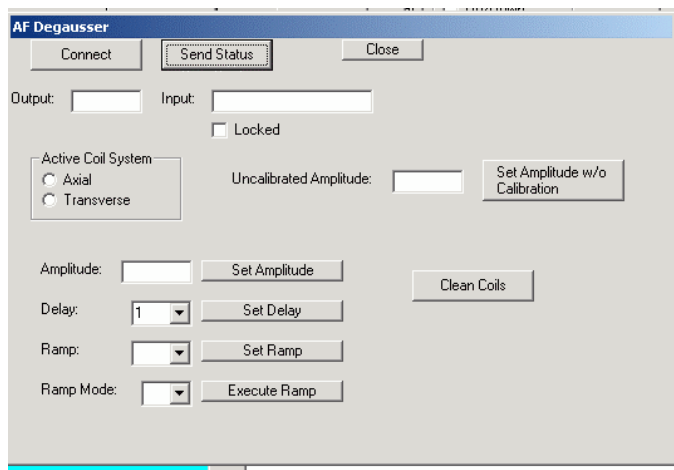 AF Degausser
Connect Send Status Close
Output: Input:
Locked
Active Coil System
Axial
Transverse
Uncalibrated Amplitude:
Set Amplitude w/o
Calibration
Amplitude: Set Amplitude
Clean Coils
Delay: 1 Set Delay
Ramp: Set Ramp
Ramp Mode: Execute Ramp